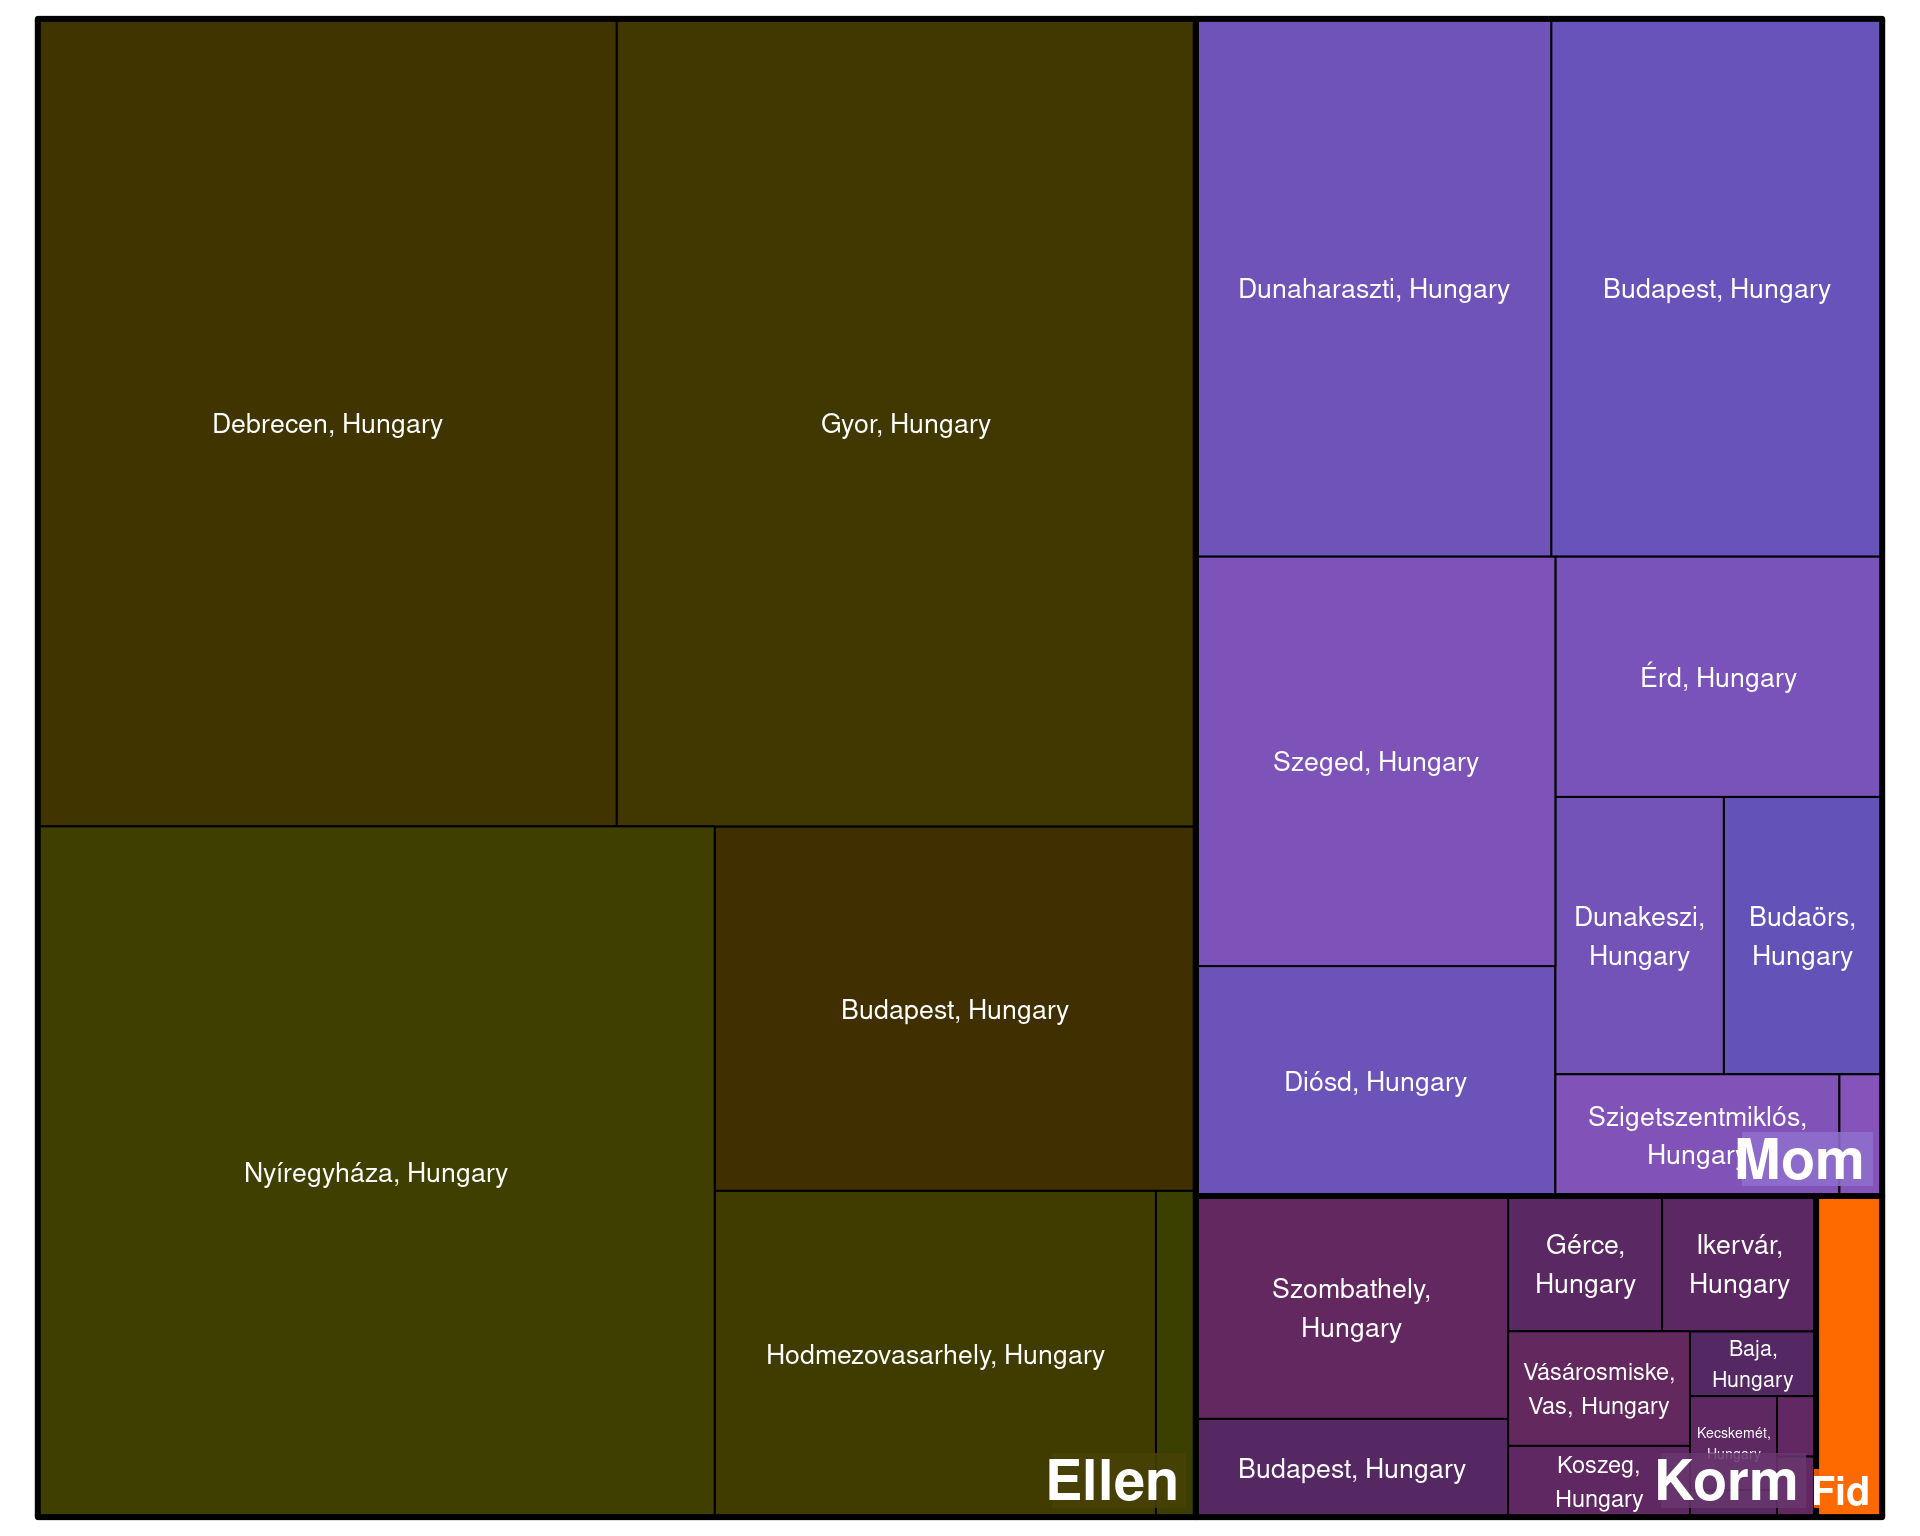 Debrecen, Hungary
Gyor, Hungary
Nyíregyháza, Hungary
Budapest, Hungary
Hodmezovasarhely, Hungary
Ellen
Dunaharaszti, Hungary
Budapest, Hungary
Szeged, Hungary
Érd, Hungary
Dunakeszi,
Hungary
Budaörs,
Hungary
Diósd, Hungary
Szigetszentmiklós,
Hungary
Mom
Szombathely,
Hungary
Gérce,
Hungary
Ikervár,
Hungary
Vásárosmiske,
Vas, Hungary
Baja,
Hungary
Kecskemét,
Hungary
Budapest, Hungary
Koszeg,
Hungary
Korm
Fid